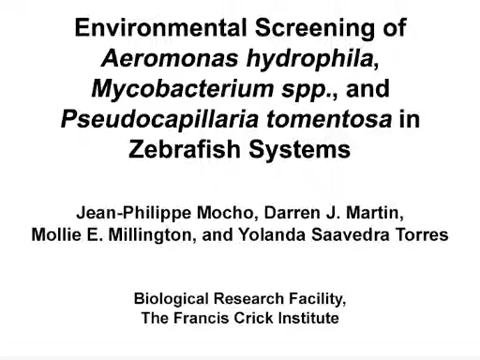 Environmental Screening of
Aeromonas hydrophila,
Mycobacterium spp., and
Pseudocapillaria tomentosa in
Zebrafish Systems
Jean-Philippe Mocho, Darren J. Martin,
Mollie E. Millington, and Yolanda Saavedra Torres
Biological Research Facility,
The Francis Crick Institute